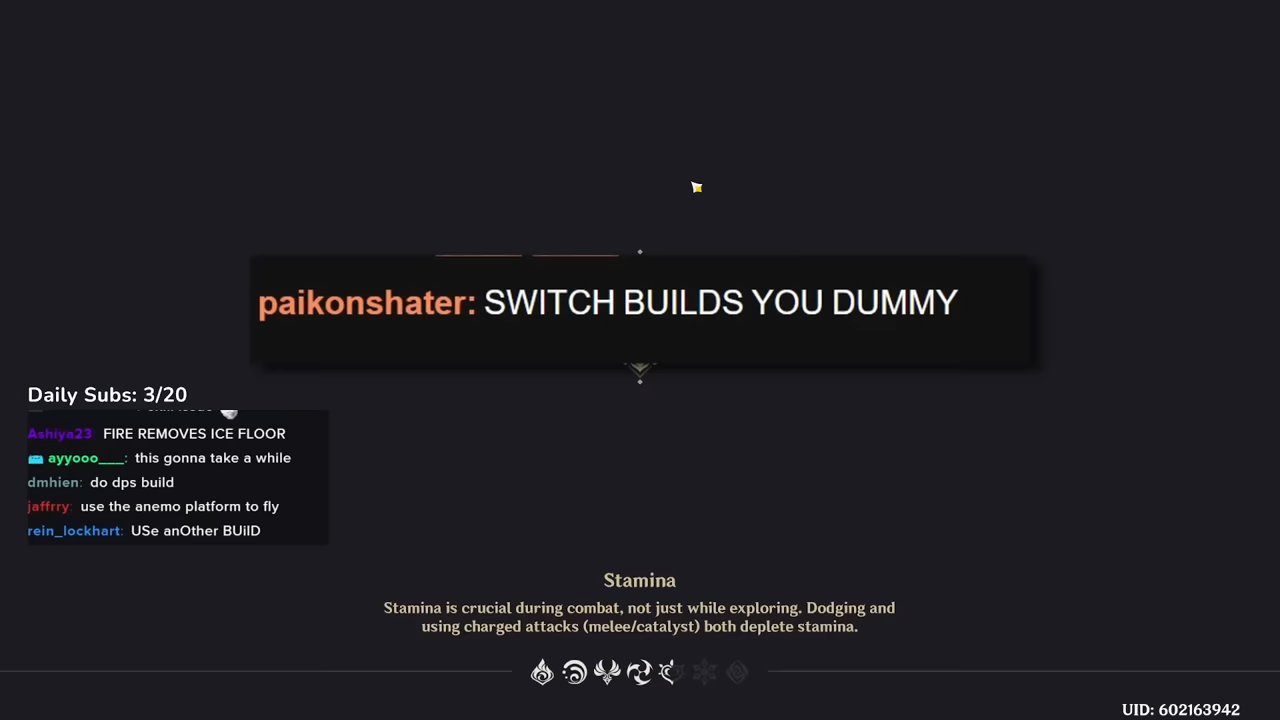 paikonshater: SWITCH BUILDS YOU DUMMY
Daily Subs: 3/20
Ashiya23: FIRE REMOVES ICE FLOOR
ayyooo___: this gonna take a while
dmhien: do dps build
jaffrry: use the anemo platform to fly
rein_lockhart: USe anOther BUilD
Stamina
Stamina is crucial during combat, not just while exploring. Dodging and
using charged attacks (melee/catalyst) both deplete stamina.
UID: 602163942